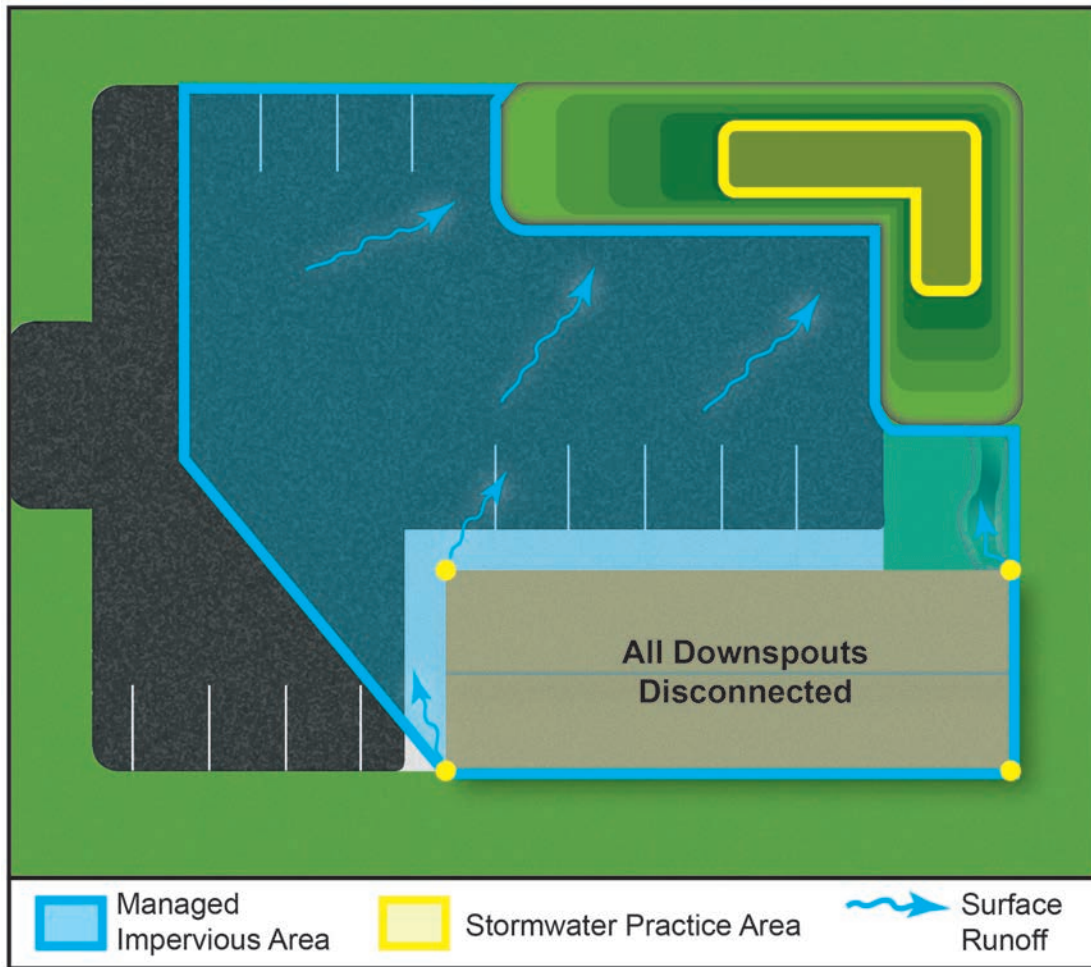 All Downspouts
Disconnected
Managed
Impervious Area
Stormwater Practice Area
Surface
Runoff